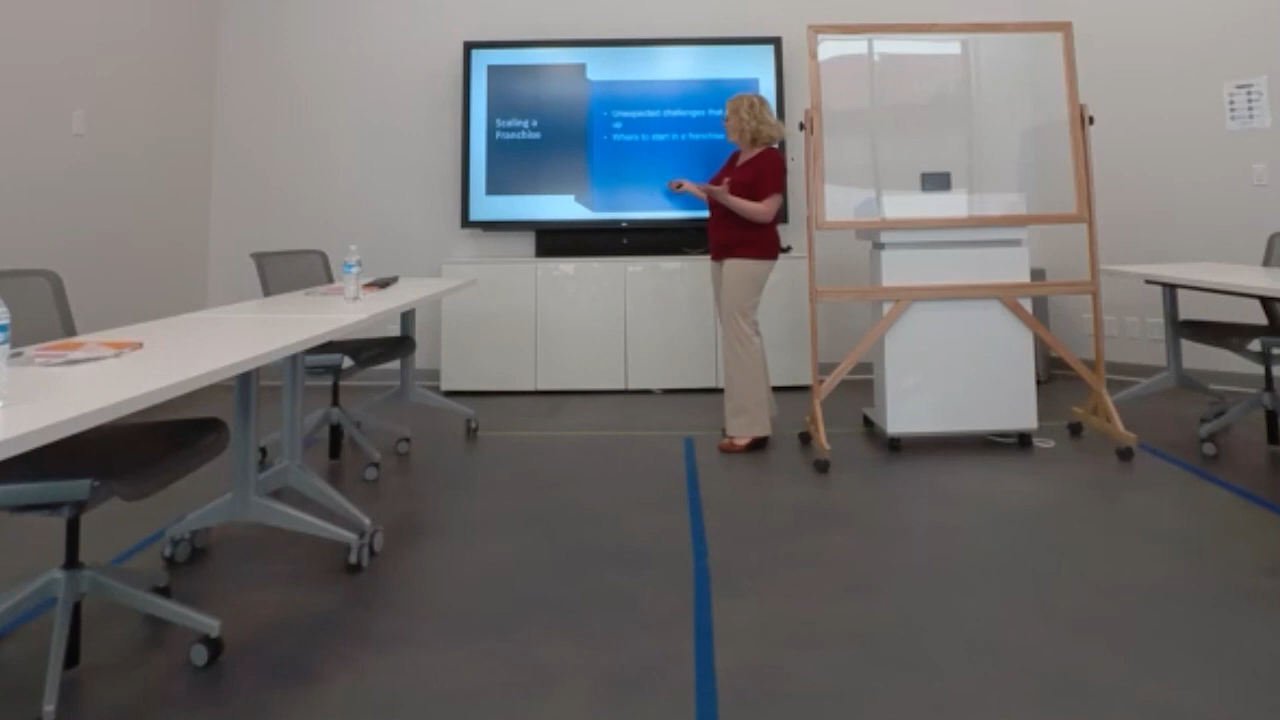 Scaling a
Franchise
• Unexpected challenges that
up
• Where to start in a franchise